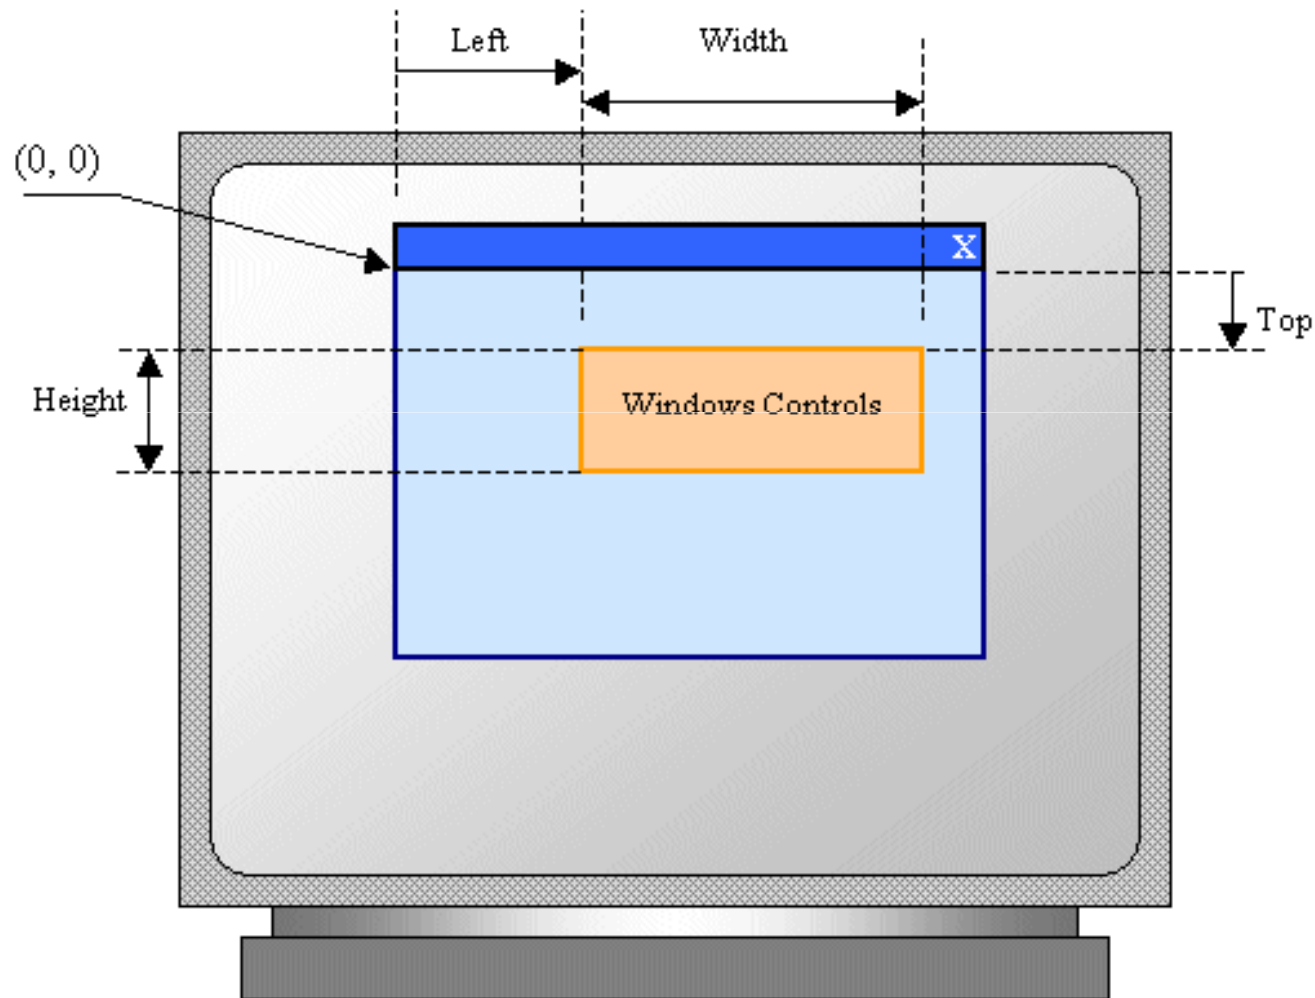 Left
Width
(0, 0)
X
Top
Height
Windows Controls